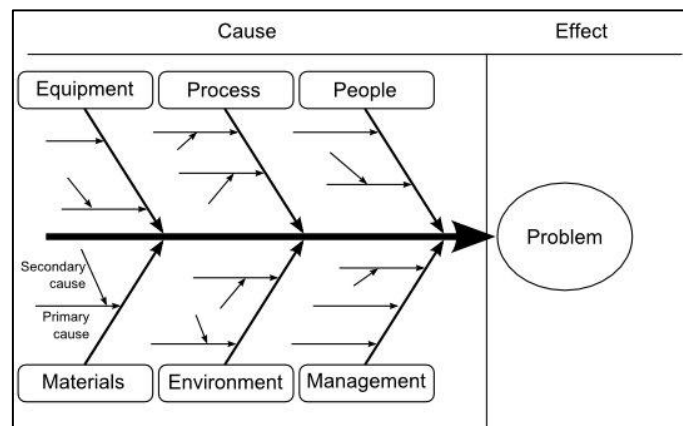 Cause
Effect
Equipment
Process
People
Problem
Secondary
cause
Primary
cause
Materials
Environment
Management